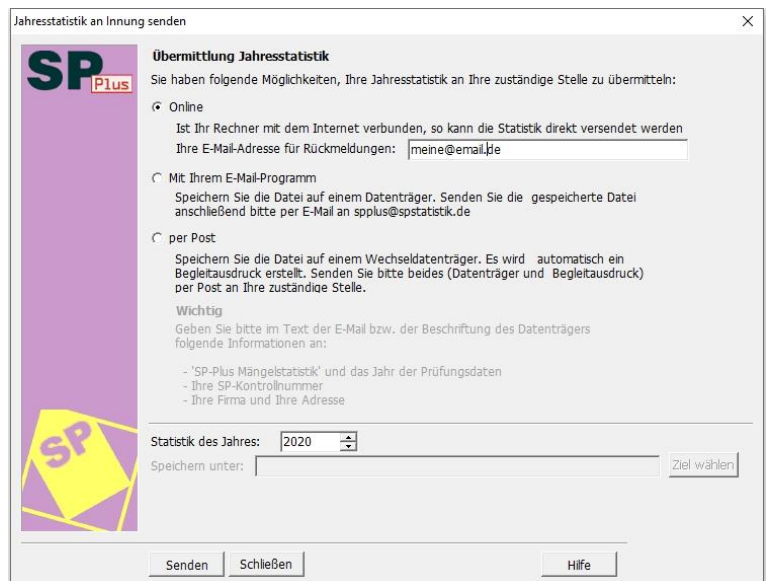 Jahresstatistik an Innung senden
SP
Plus
Übermittlung Jahresstatistik
Sie haben folgende Möglichkeiten, Ihre Jahresstatistik an Ihre zuständige Stelle zu übermitteln:
Online
Ist Ihr Rechner mit dem Internet verbunden, so kann die Statistik direkt versendet werden
Ihre E-Mail-Adresse für Rückmeldungen: meine@email.de
Mit Ihrem E-Mail-Programm
Speichern Sie die Datei auf einem Datenträger. Senden Sie die gespeicherte Datei
anschließend bitte per E-Mail an spplus@spstatistik.de
per Post
Speichern Sie die Datei auf einem Wechseldatenträger. Es wird automatisch ein
Begleitausdruck erstellt. Senden Sie bitte beides (Datenträger und Begleitausdruck)
per Post an Ihre zuständige Stelle.
Wichtig
Geben Sie bitte im Text der E-Mail bzw. der Beschriftung des Datenträgers
folgende Informationen an:
- 'SP-Plus Mängelstatistik' und das Jahr der Prüfungsdaten
- Ihre SP-Kontrollnummer
- Ihre Firma und Ihre Adresse
SP
Statistik des Jahres: 2020
Speichern unter: Ziel wählen
Senden Schließen Hilfe